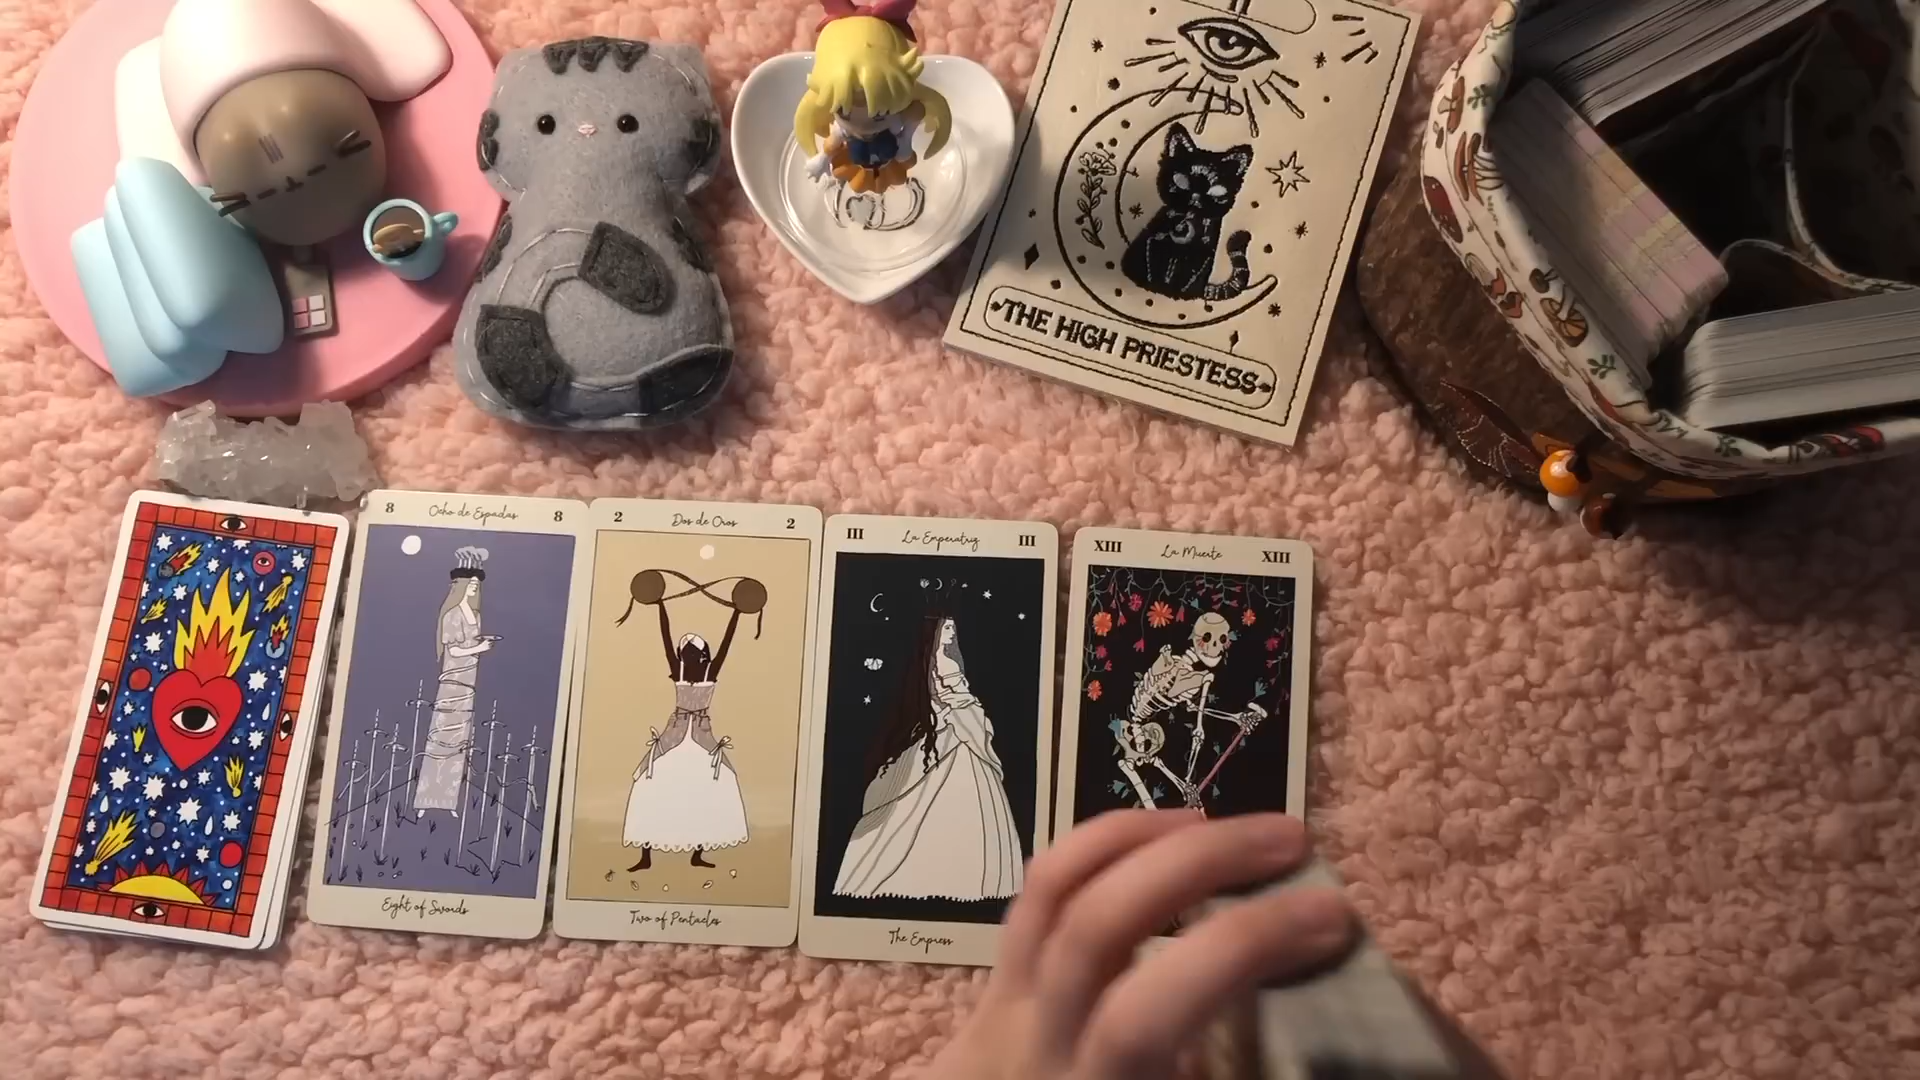 THE HIGH PRIESTESS
8 Ocho de Espadas 8
Eight of Swords
2 Dos de Oros 2
Two of Pentacles
III La Emperatriz III
The Empress
XIII La Muerte XIII